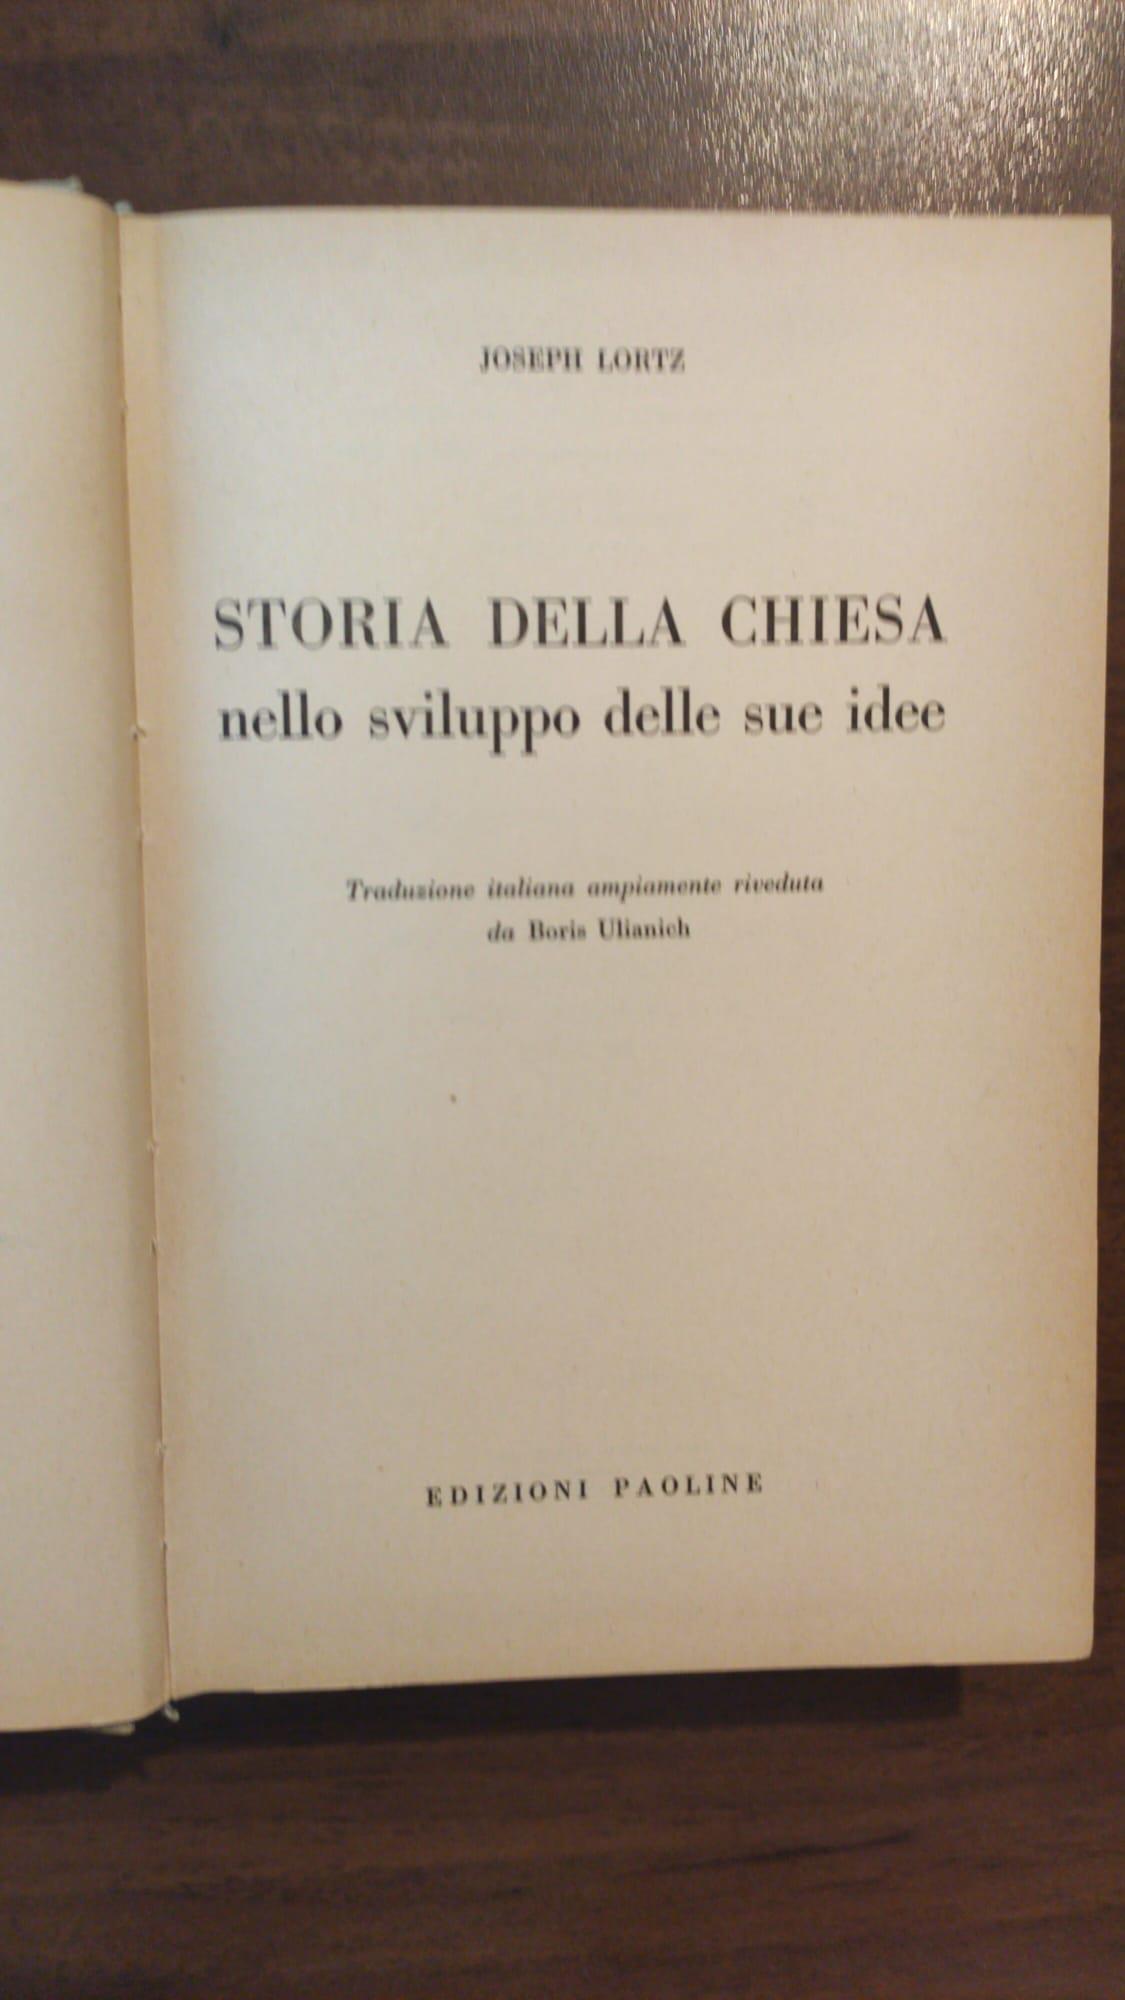 JOSEPH LORTZ
STORIA DELLA CHIESA
nello sviluppo delle sue idee
Traduzione italiana ampiamente riveduta
da Boris Ulianich
EDIZIONI PAOLINE